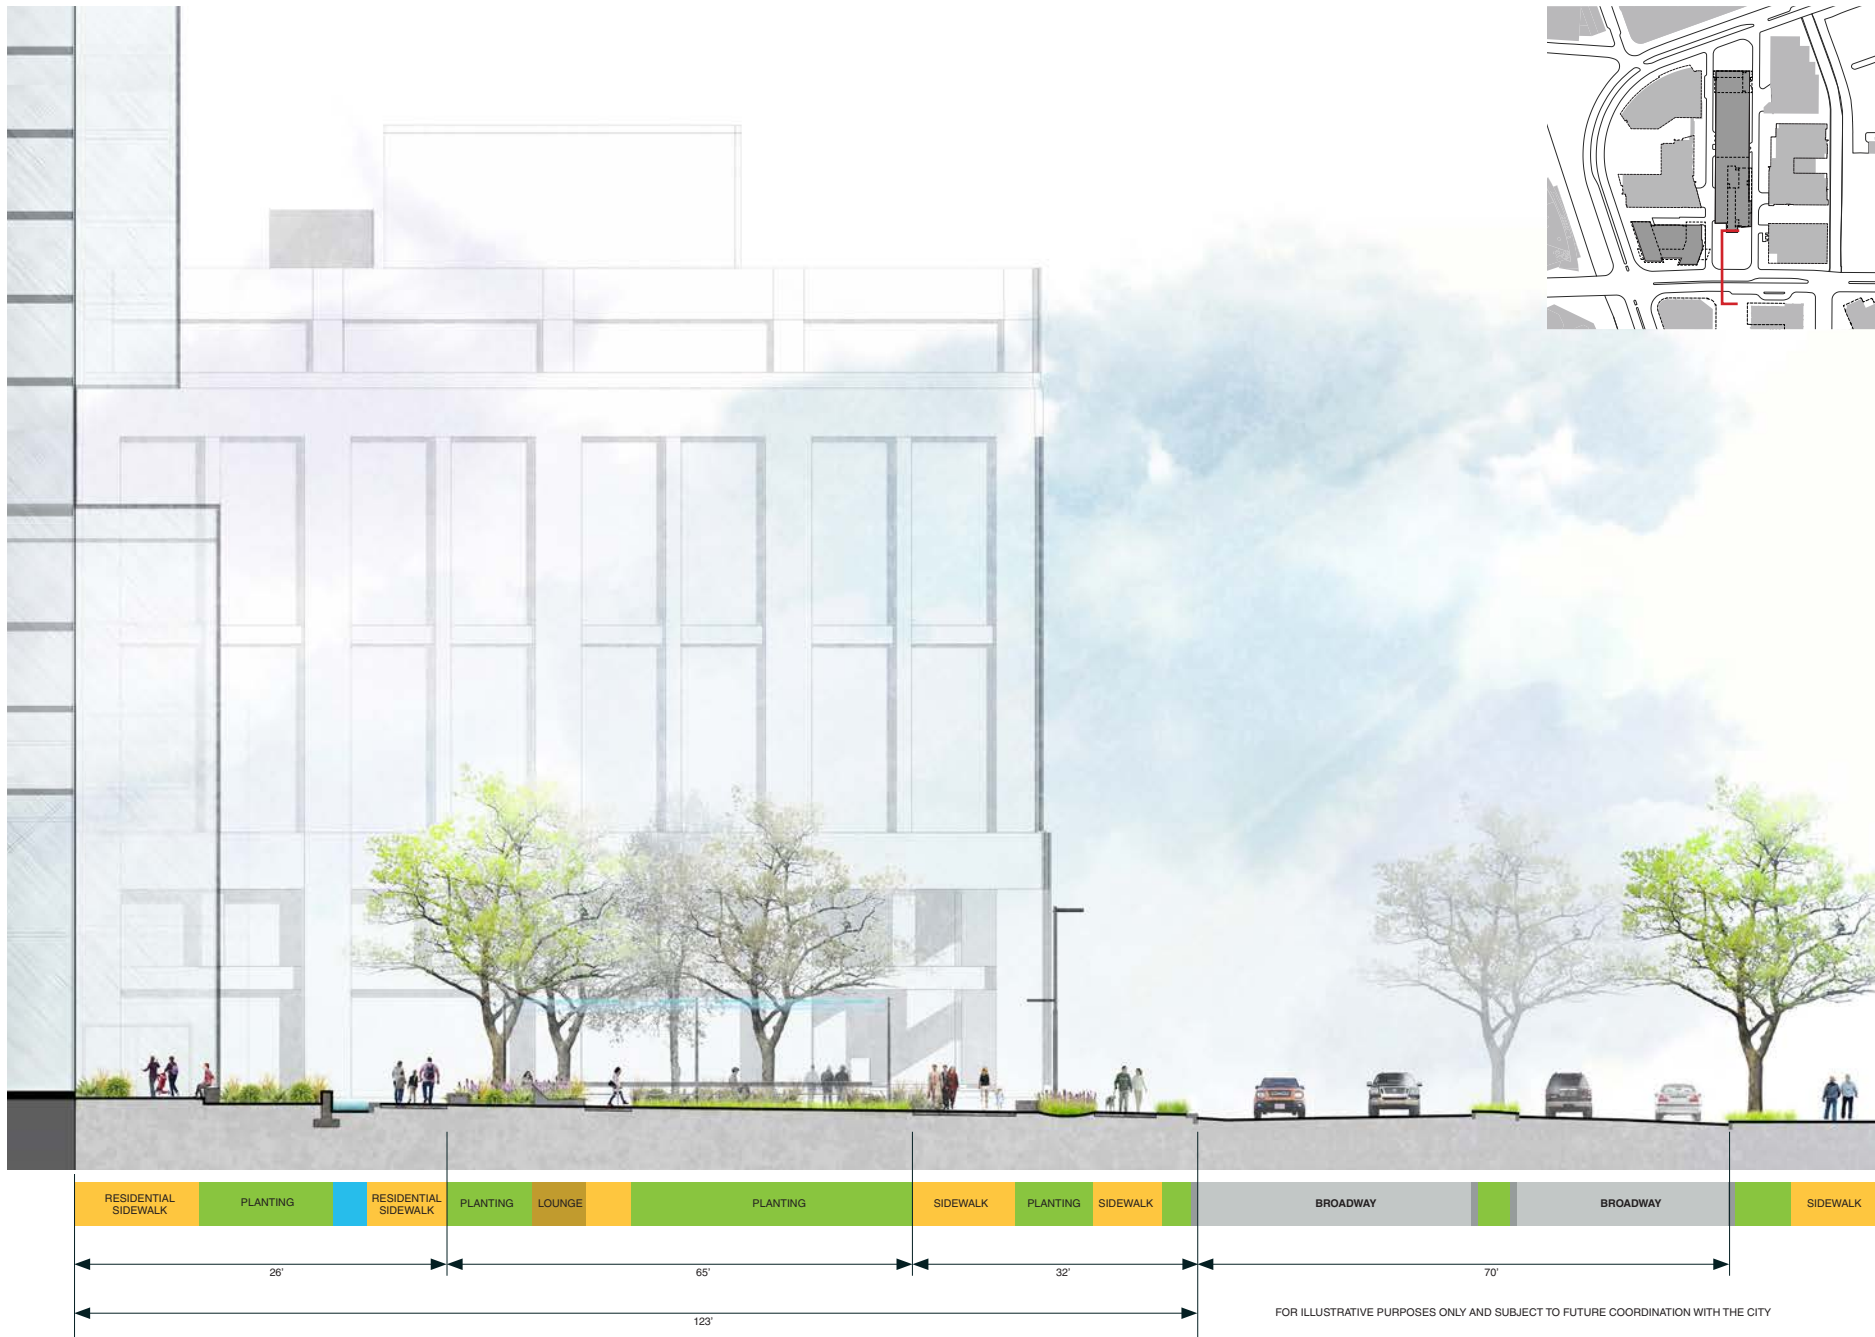 RESIDENTIAL
SIDEWALK
PLANTING
RESIDENTIAL
SIDEWALK
PLANTING
LOUNGE
PLANTING
SIDEWALK
PLANTING
SIDEWALK
BROADWAY
BROADWAY
SIDEWALK
26'
65'
32'
70'
123'
FOR ILLUSTRATIVE PURPOSES ONLY AND SUBJECT TO FUTURE COORDINATION WITH THE CITY